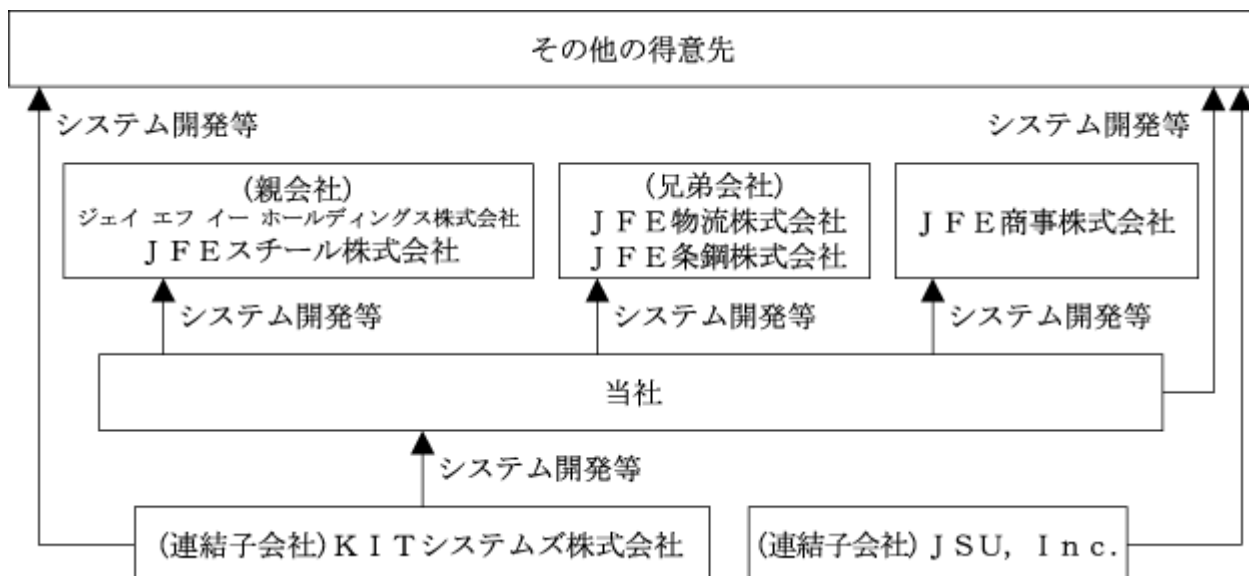 その他の得意先
システム開発等
システム開発等
(親会社)
ジェイ エフ イー ホールディングス株式会社
ＪＦＥスチール株式会社
(兄弟会社)
ＪＦＥ物流株式会社
ＪＦＥ条鋼株式会社
ＪＦＥ商事株式会社
システム開発等
システム開発等
システム開発等
当社
システム開発等
(連結子会社)ＫＩＴシステムズ株式会社
(連結子会社)ＪＳＵ，Ｉｎｃ．